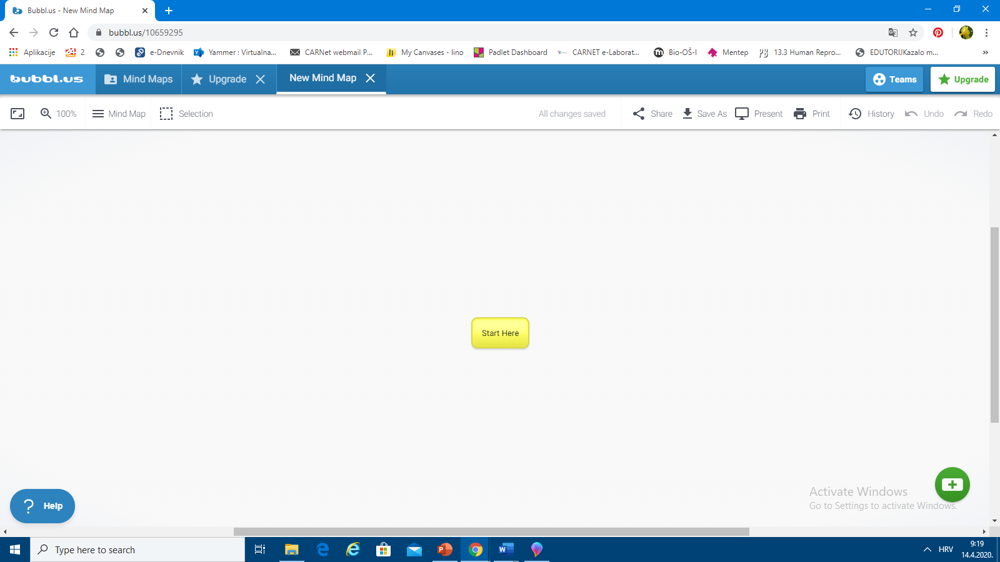 Bubbl.us - New Mind Map
bubbl.us/10659295
Aplikacije
2
e-Dnevnik
Yammer : Virtualna...
CARNet webmail P...
My Canvases - lino
Padlet Dashboard
CARNET e-Laborat...
Bio-OŠ-I
Mentep
13.3 Human Repro...
EDUTORIJKazalo m...
»
bubbl.us
Mind Maps
Upgrade
New Mind Map
Teams
Upgrade
100%
Mind Map
Selection
All changes saved
Share
Save As
Present
Print
History
Undo
Redo
Start Here
Activate Windows
Go to Settings to activate Windows.
? Help
Type here to search
HRV
9:19
14.4.2020.